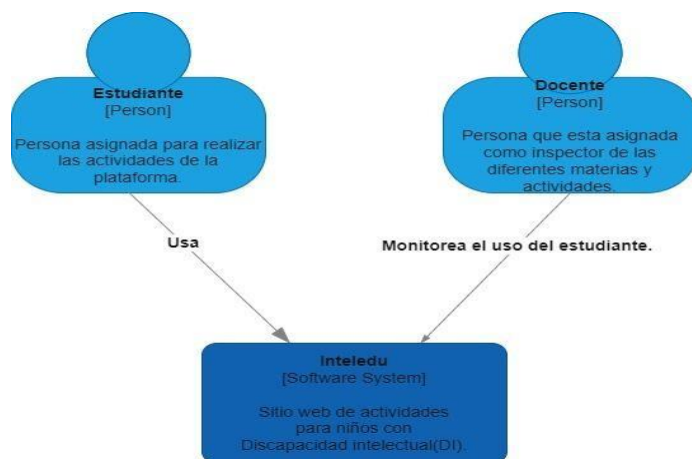 Estudiante
[Person]
Persona asignada para realizar
las actividades de la
plataforma.
Docente
[Person]
Persona que esta asignada
como inspector de las
diferentes materias y
actividades.
Usa
Monitorea el uso del estudiante.
Inteledu
[Software System]
Sitio web de actividades
para niños con
Discapacidad intelectual(DI).